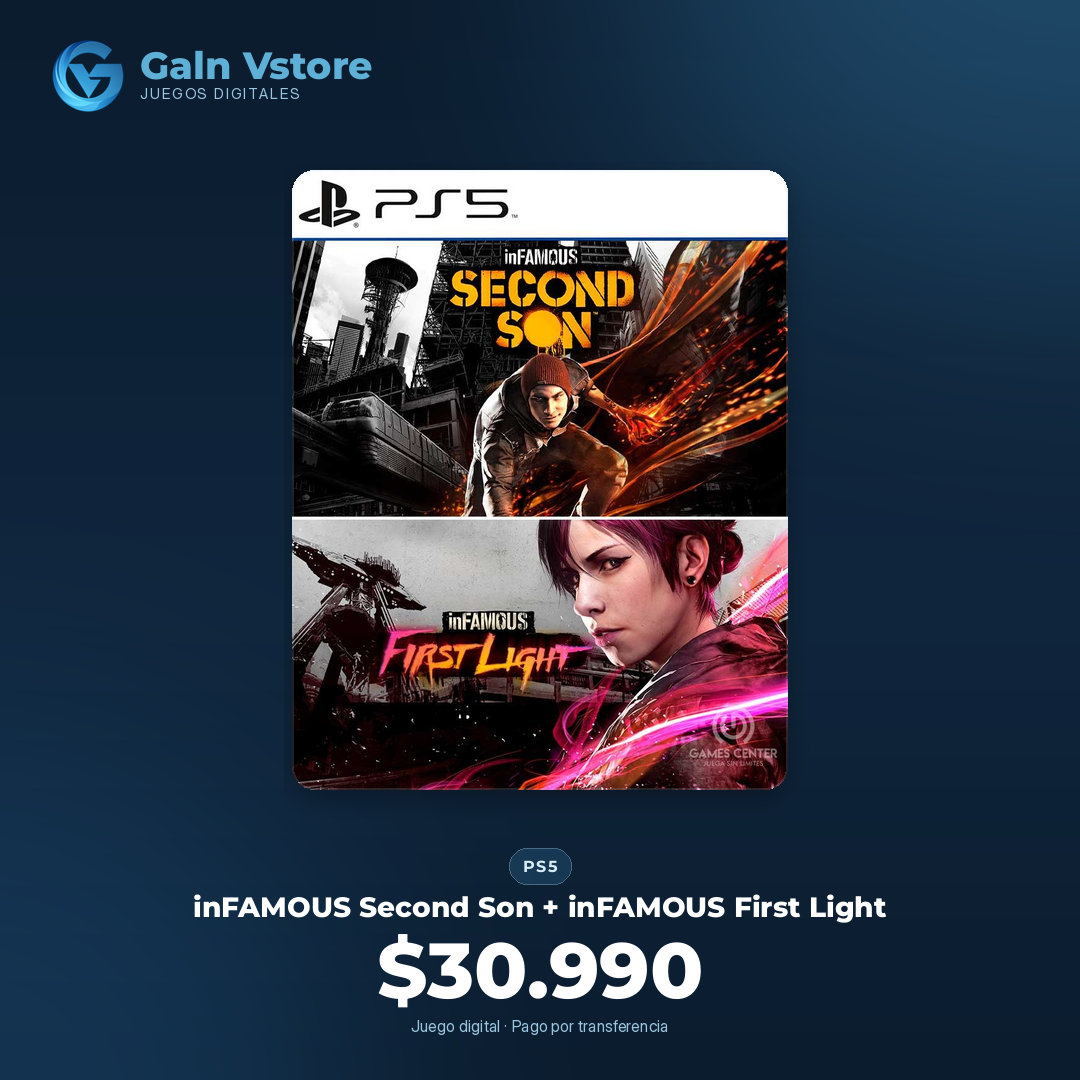 GaIn Vstore
JUEGOS DIGITALES
PS5
inFAMOUS
SECOND
SON
inFAMOUS
FIRST LIGHT
GAMES CENTER
JUEGA SIN LIMITES
PS5
inFAMOUS Second Son + inFAMOUS First Light
$30.990
Juego digital · Pago por transferencia